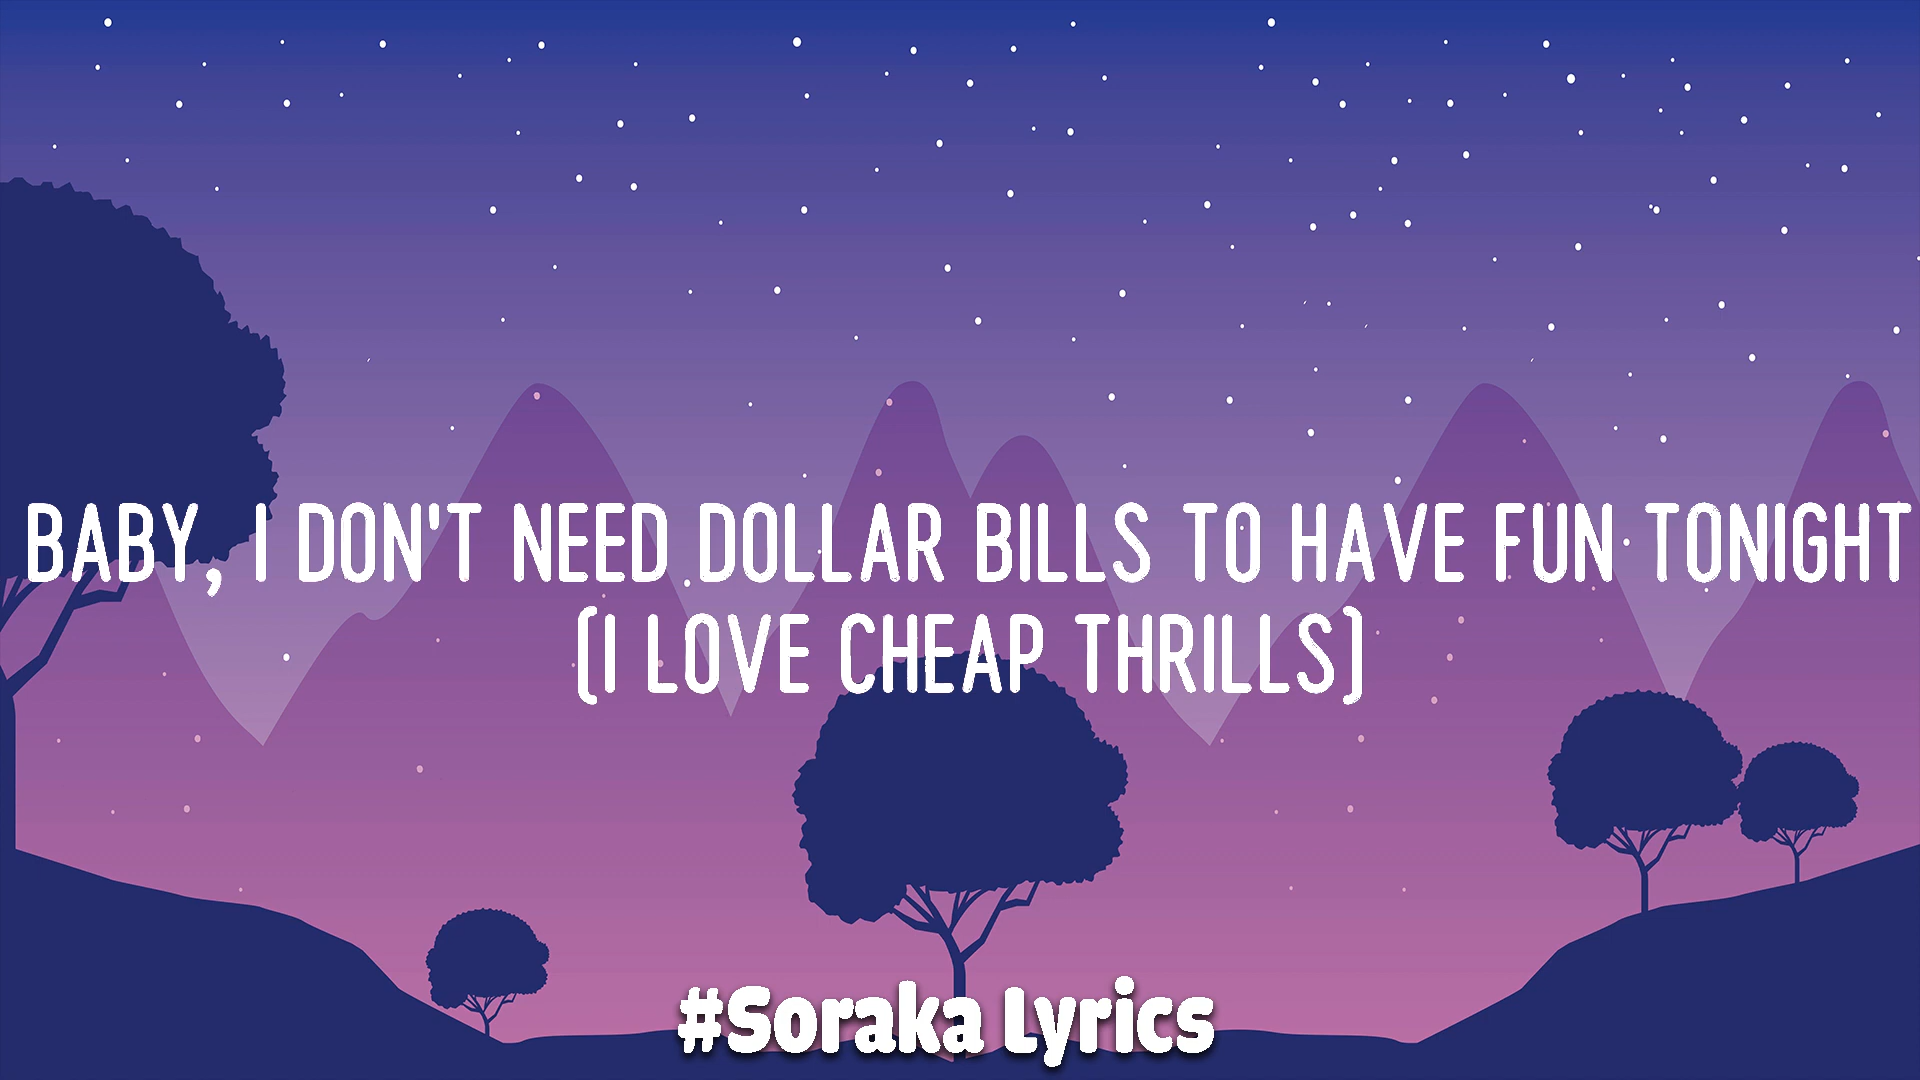 BABY, I DON'T NEED DOLLAR BILLS TO HAVE FUN TONIGHT
(I LOVE CHEAP THRILLS)
#Soraka Lyrics